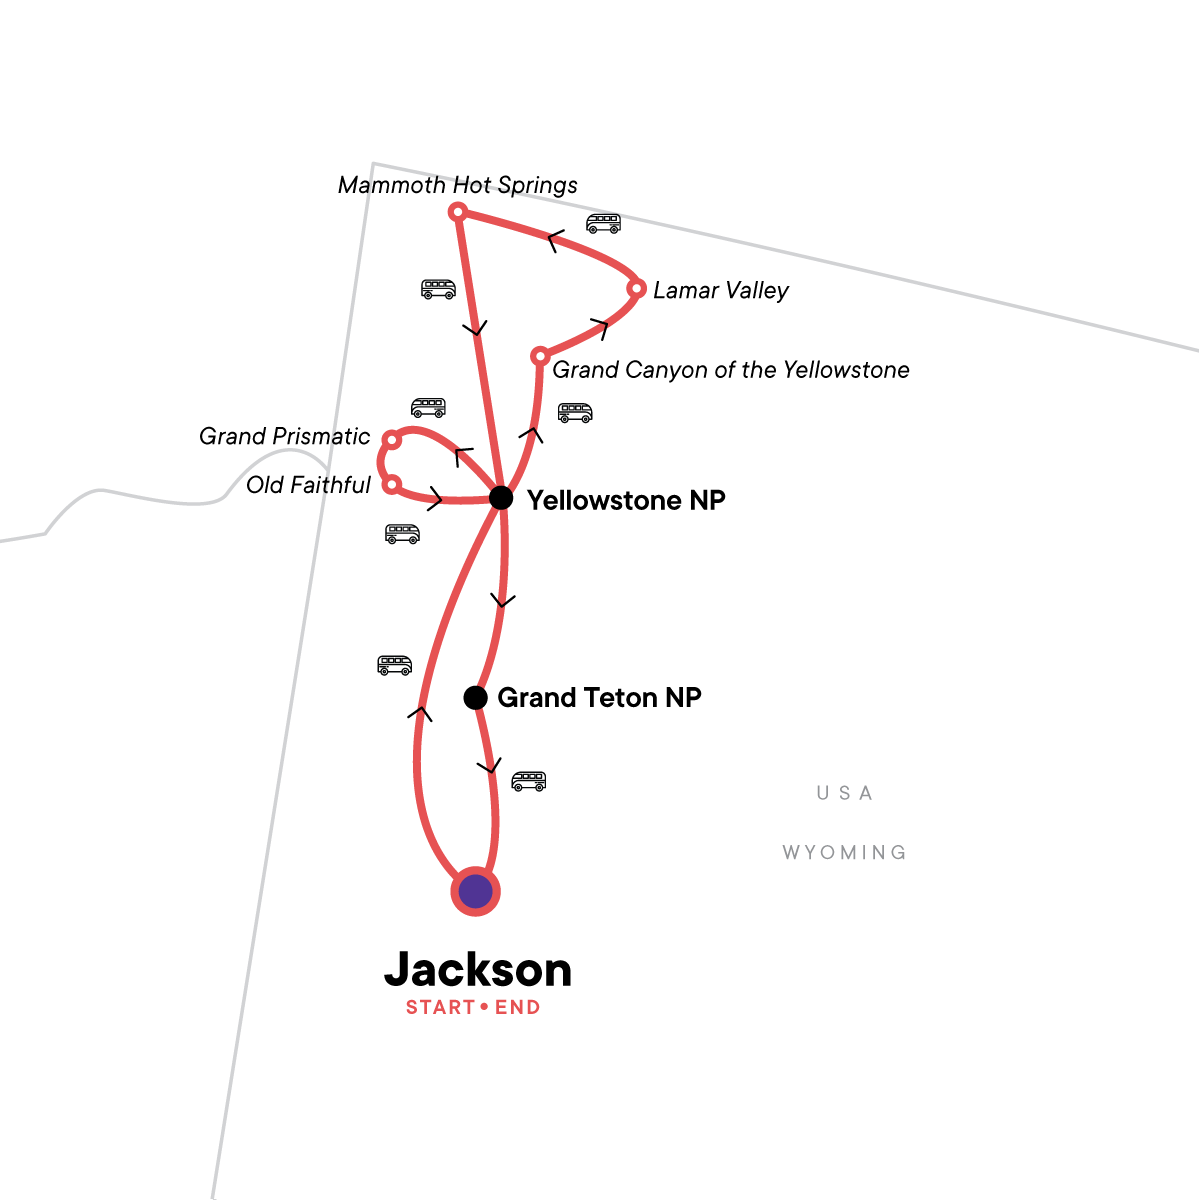 Mammoth Hot Springs
Lamar Valley
Grand Canyon of the Yellowstone
Grand Prismatic
Old Faithful
Yellowstone NP
Grand Teton NP
USA
WYOMING
Jackson
START • END